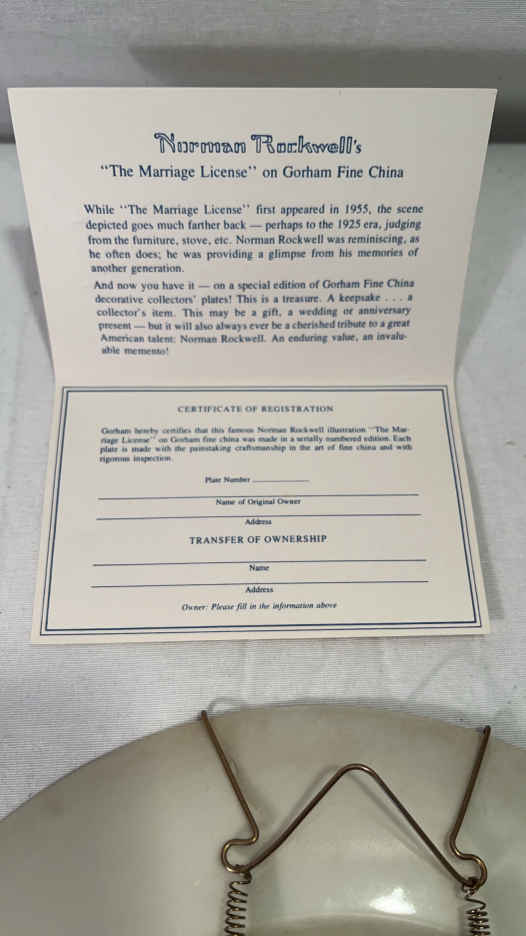 Norman Rockwell's
“The Marriage License” on Gorham Fine China
While “The Marriage License” first appeared in 1955, the scene
depicted goes much farther back — perhaps to the 1925 era, judging
from the furniture, stove, etc. Norman Rockwell was reminiscing, as
he often does; he was providing a glimpse from his memories of
another generation.
And now you have it — on a special edition of Gorham Fine China
decorative collectors' plates! This is a treasure. A keepsake . . . a
collector's item. This may be a gift, a wedding or anniversary
present — but it will also always ever be a cherished tribute to a great
American talent: Norman Rockwell. An enduring value, an invalu-
able memento!
CERTIFICATE OF REGISTRATION
Gorham hereby certifies that this famous Norman Rockwell illustration “The Mar-
riage License” on Gorham fine china was made in a serially numbered edition. Each
plate is made with the painstaking craftsmanship in the art of fine china and with
rigorous inspection.
Plate Number
Name of Original Owner
Address
TRANSFER OF OWNERSHIP
Name
Address
Owner: Please fill in the information above